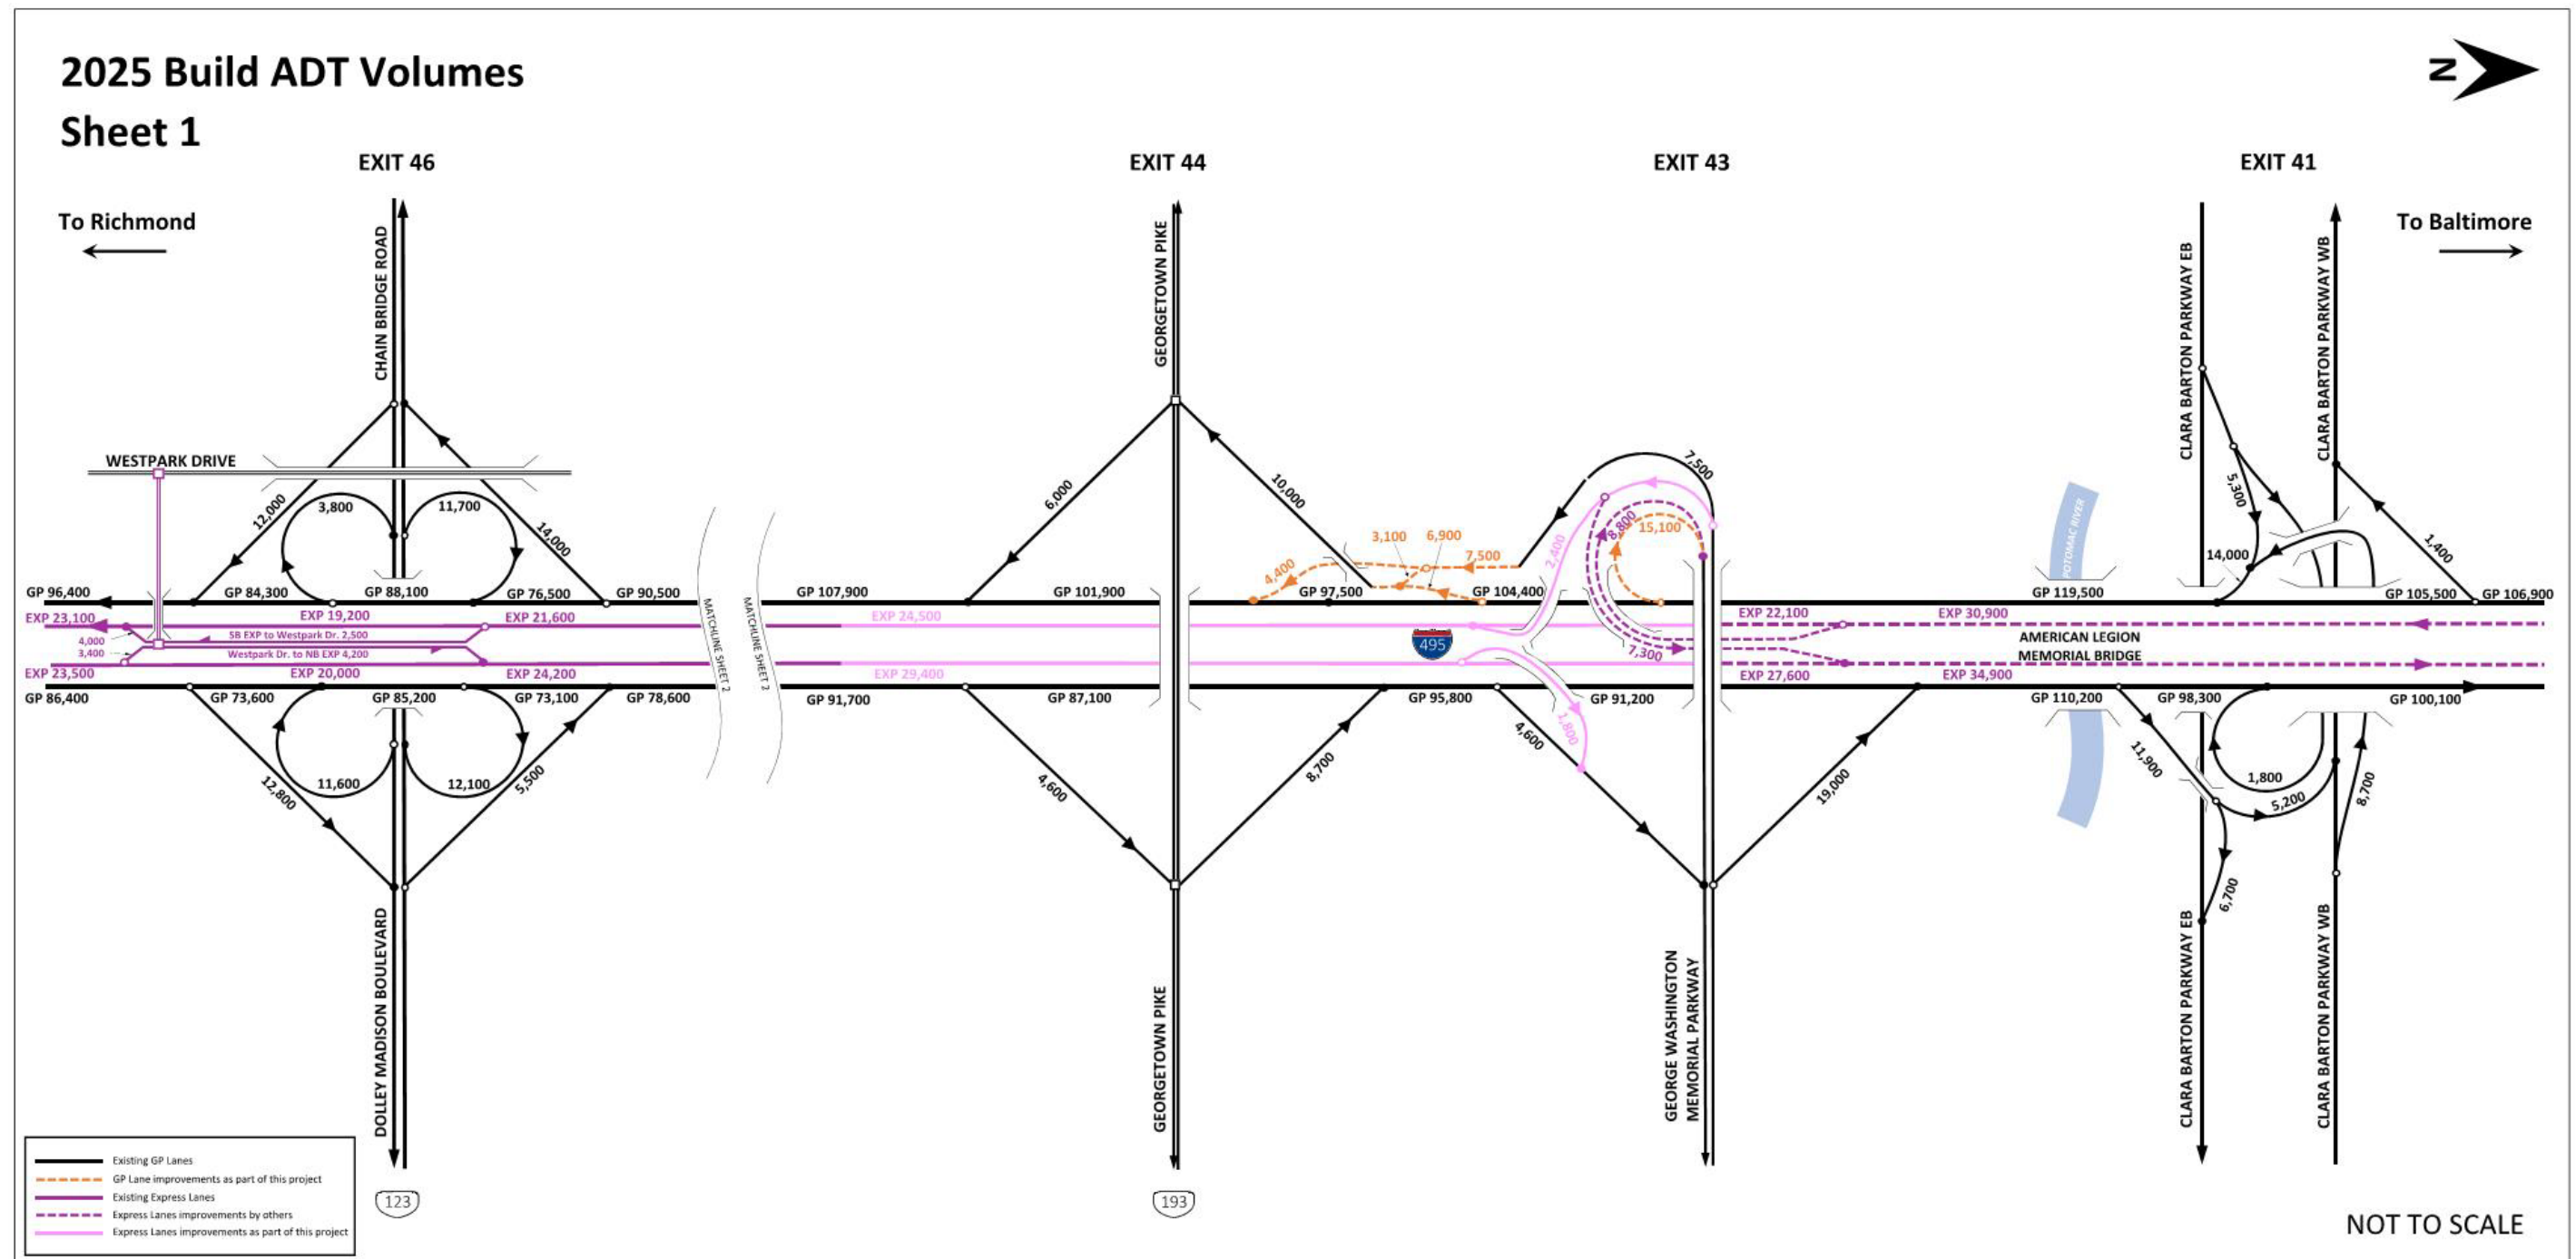 2025 Build ADT Volumes
Sheet 1
N
EXIT 46
EXIT 44
EXIT 43
EXIT 41
To Richmond
To Baltimore
CHAIN BRIDGE ROAD
GEORGETOWN PIKE
CLARA BARTON PARKWAY EB
CLARA BARTON PARKWAY WB
WESTPARK DRIVE
12,000
3,800
11,700
14,000
6,000
10,000
4,400
3,100
6,900
7,500
2,400
8,800
15,100
7,500
7,300
POTOMAC RIVER
5,300
14,000
1,400
GP 96,400
GP 84,300
GP 88,100
GP 76,500
GP 90,500
GP 107,900
GP 101,900
GP 97,500
GP 104,400
GP 119,500
GP 105,500
GP 106,900
EXP 23,100
EXP 19,200
EXP 21,600
EXP 24,500
EXP 22,100
EXP 30,900
4,000
SB EXP to Westpark Dr. 2,500
3,400
Westpark Dr. to NB EXP 4,200
495
AMERICAN LEGION
MEMORIAL BRIDGE
EXP 23,500
EXP 20,000
EXP 24,200
EXP 29,400
EXP 27,600
EXP 34,900
GP 86,400
GP 73,600
GP 85,200
GP 73,100
GP 78,600
MATCHLINE SHEET 2
MATCHLINE SHEET 2
GP 91,700
GP 87,100
GP 95,800
GP 91,200
GP 110,200
GP 98,300
GP 100,100
12,800
11,600
12,100
5,500
4,600
8,700
4,600
1,800
19,000
11,900
1,800
5,200
8,700
6,700
DOLLEY MADISON BOULEVARD
GEORGETOWN PIKE
GEORGE WASHINGTON
MEMORIAL PARKWAY
CLARA BARTON PARKWAY EB
CLARA BARTON PARKWAY WB
Existing GP Lanes
GP Lane improvements as part of this project
Existing Express Lanes
Express Lanes improvements by others
Express Lanes improvements as part of this project
123
193
NOT TO SCALE